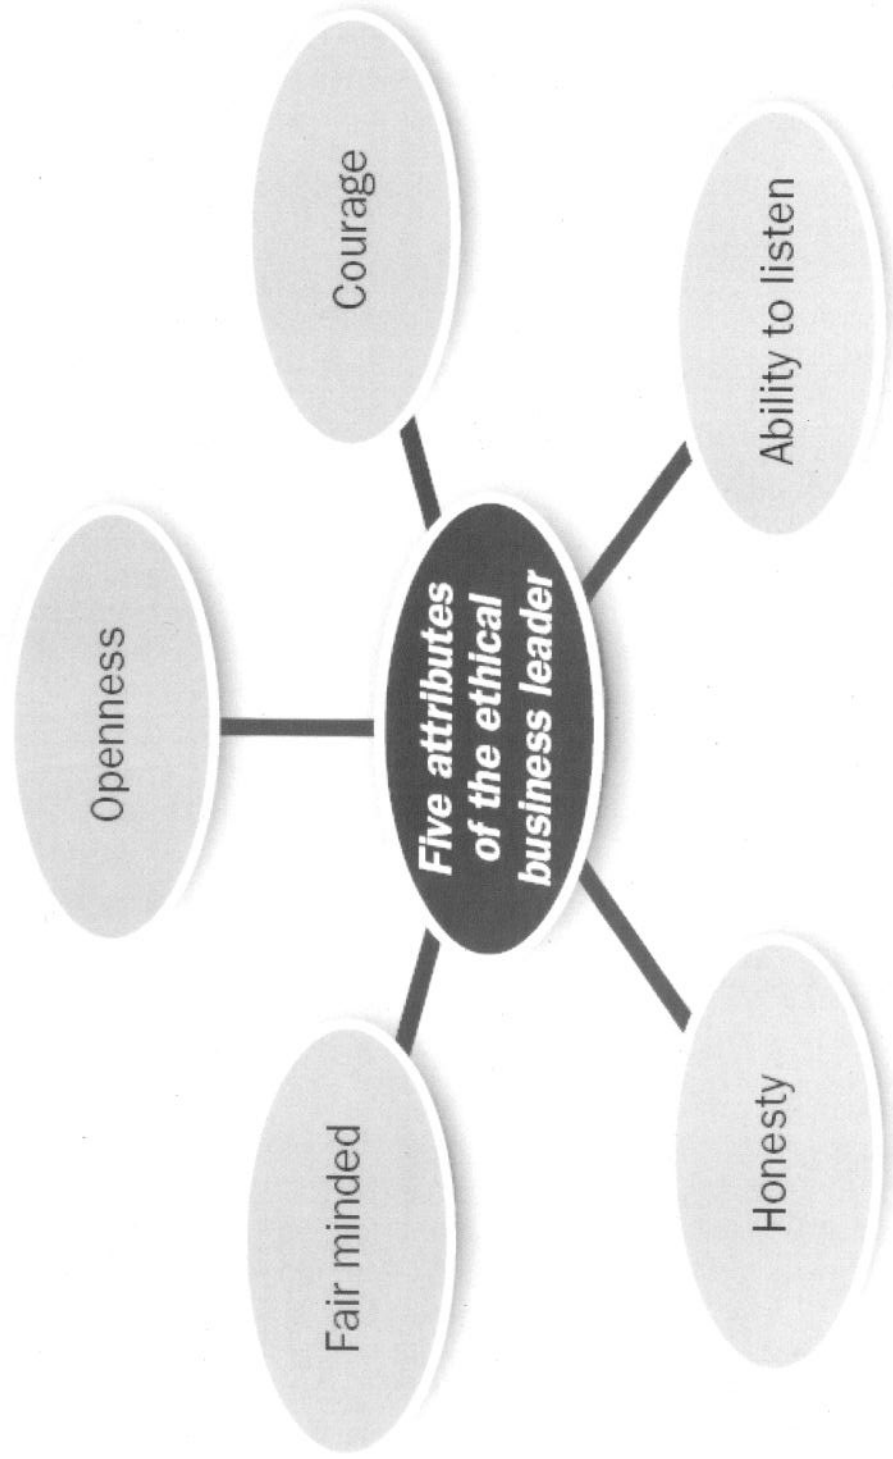 Openness
Fair minded
Courage
Five attributes
of the ethical
business leader
Honesty
Ability to listen